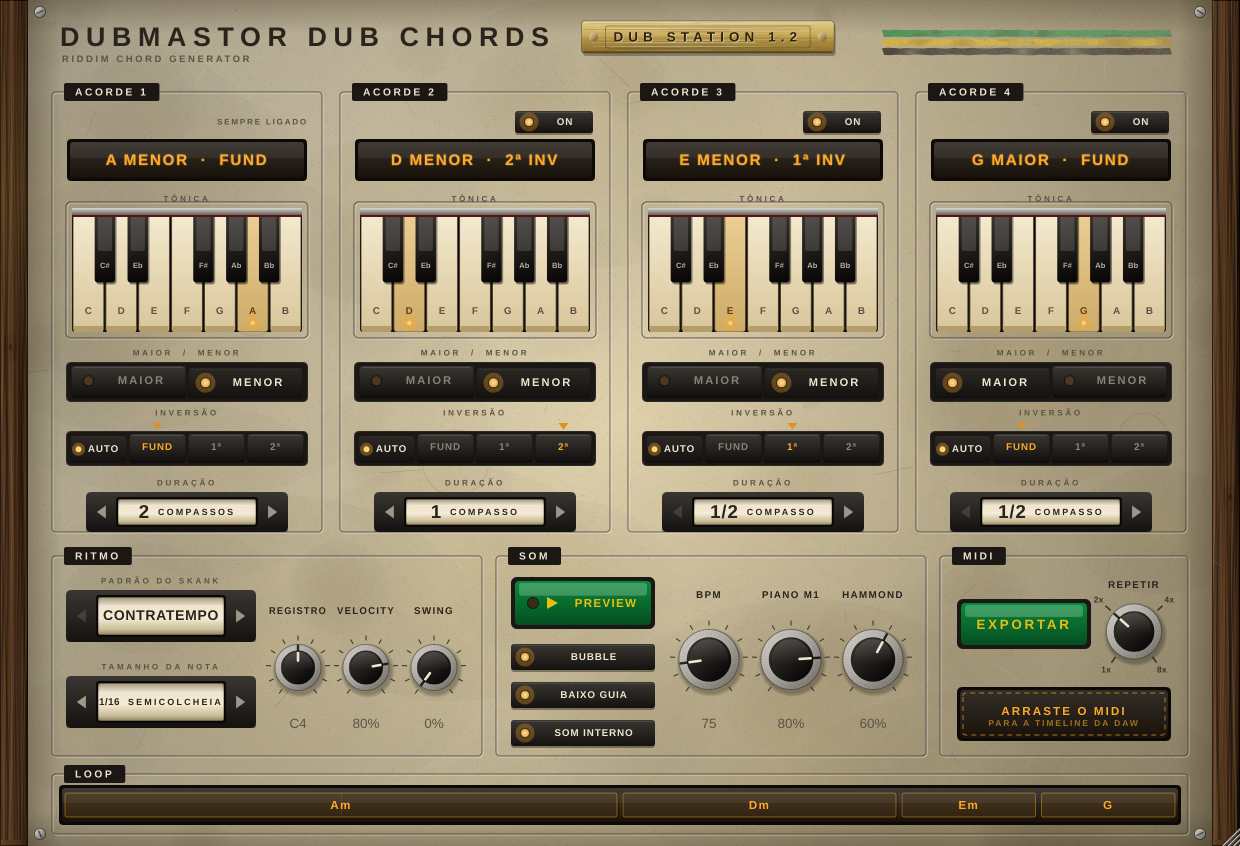 DUBMASTOR DUB CHORDS
RIDDIM CHORD GENERATOR
DUB STATION 1.2
ACORDE 1
SEMPRE LIGADO
A MENOR · FUND
TÔNICA
C# Eb F# Ab Bb
C D E F G A B
MAIOR / MENOR
MAIOR MENOR
INVERSÃO
AUTO FUND 1ª 2ª
DURAÇÃO
2 COMPASSOS
ACORDE 2
ON
D MENOR · 2ª INV
TÔNICA
C# Eb F# Ab Bb
C D E F G A B
MAIOR / MENOR
MAIOR MENOR
INVERSÃO
AUTO FUND 1ª 2ª
DURAÇÃO
1 COMPASSO
ACORDE 3
ON
E MENOR · 1ª INV
TÔNICA
C# Eb F# Ab Bb
C D E F G A B
MAIOR / MENOR
MAIOR MENOR
INVERSÃO
AUTO FUND 1ª 2ª
DURAÇÃO
1/2 COMPASSO
ACORDE 4
ON
G MAIOR · FUND
TÔNICA
C# Eb F# Ab Bb
C D E F G A B
MAIOR / MENOR
MAIOR MENOR
INVERSÃO
AUTO FUND 1ª 2ª
DURAÇÃO
1/2 COMPASSO
RITMO
PADRÃO DO SKANK
CONTRATEMPO
TAMANHO DA NOTA
1/16 SEMICOLCHEIA
REGISTRO VELOCITY SWING
C4 80% 0%
SOM
PREVIEW
BUBBLE
BAIXO GUIA
SOM INTERNO
BPM PIANO M1 HAMMOND
75 80% 60%
MIDI
EXPORTAR
REPETIR
2x 4x
1x 8x
ARRASTE O MIDI
PARA A TIMELINE DA DAW
LOOP
Am Dm Em G